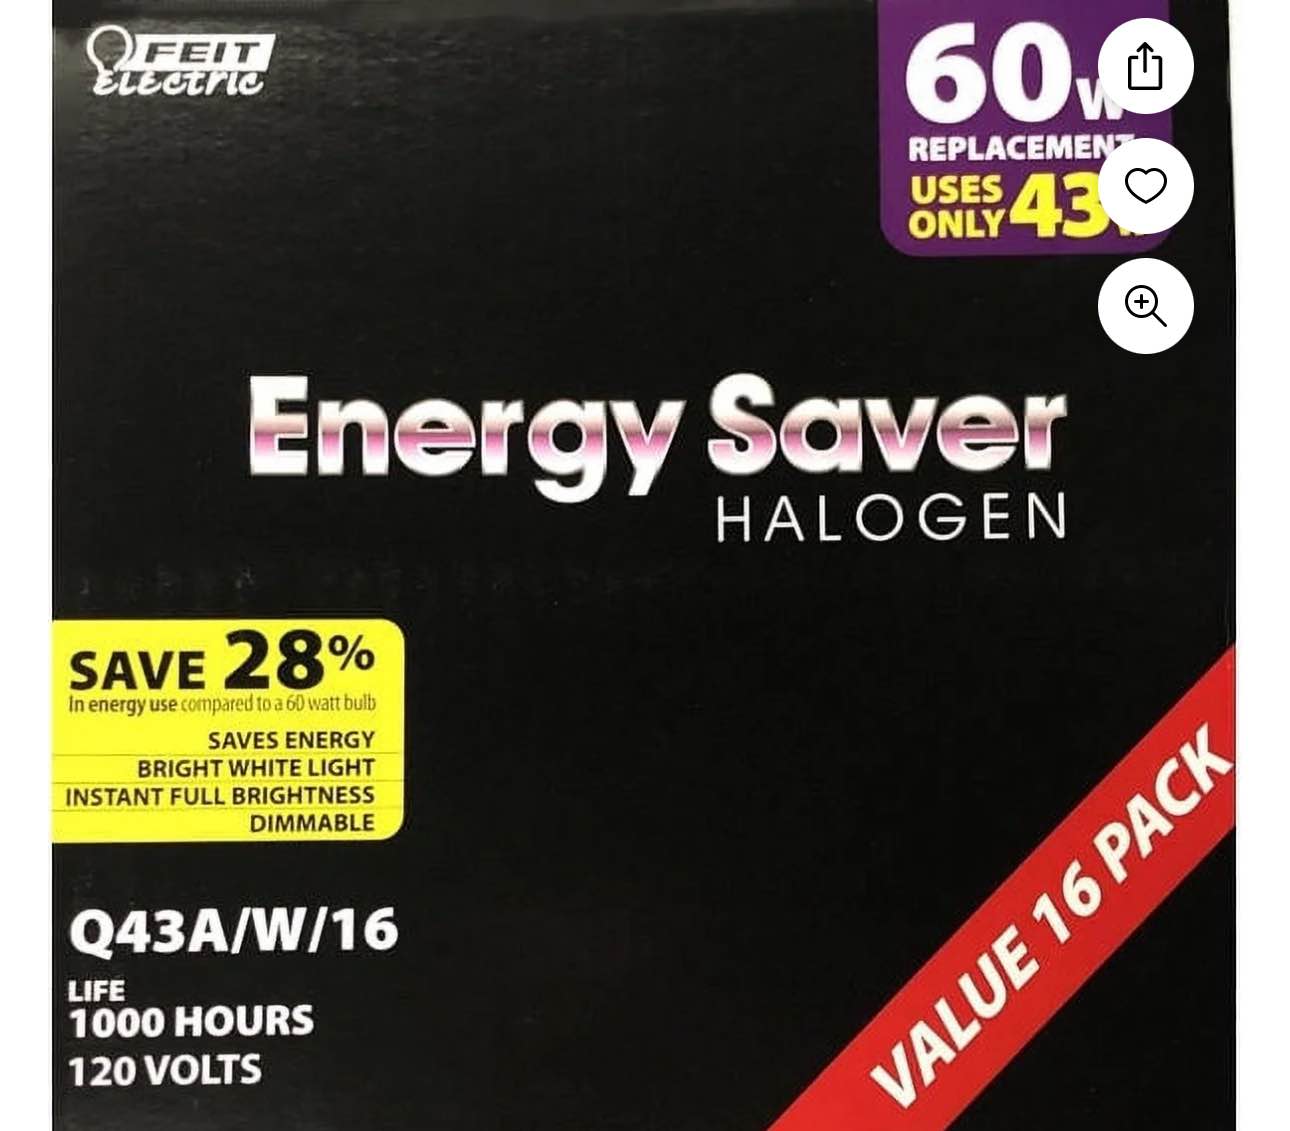 FEIT
Electric
60W
REPLACEMENT
USES
ONLY 43
Energy Saver
HALOGEN
SAVE 28%
In energy use compared to a 60 watt bulb
SAVES ENERGY
BRIGHT WHITE LIGHT
INSTANT FULL BRIGHTNESS
DIMMABLE
Q43A/W/16
LIFE
1000 HOURS
120 VOLTS
VALUE 16 PACK